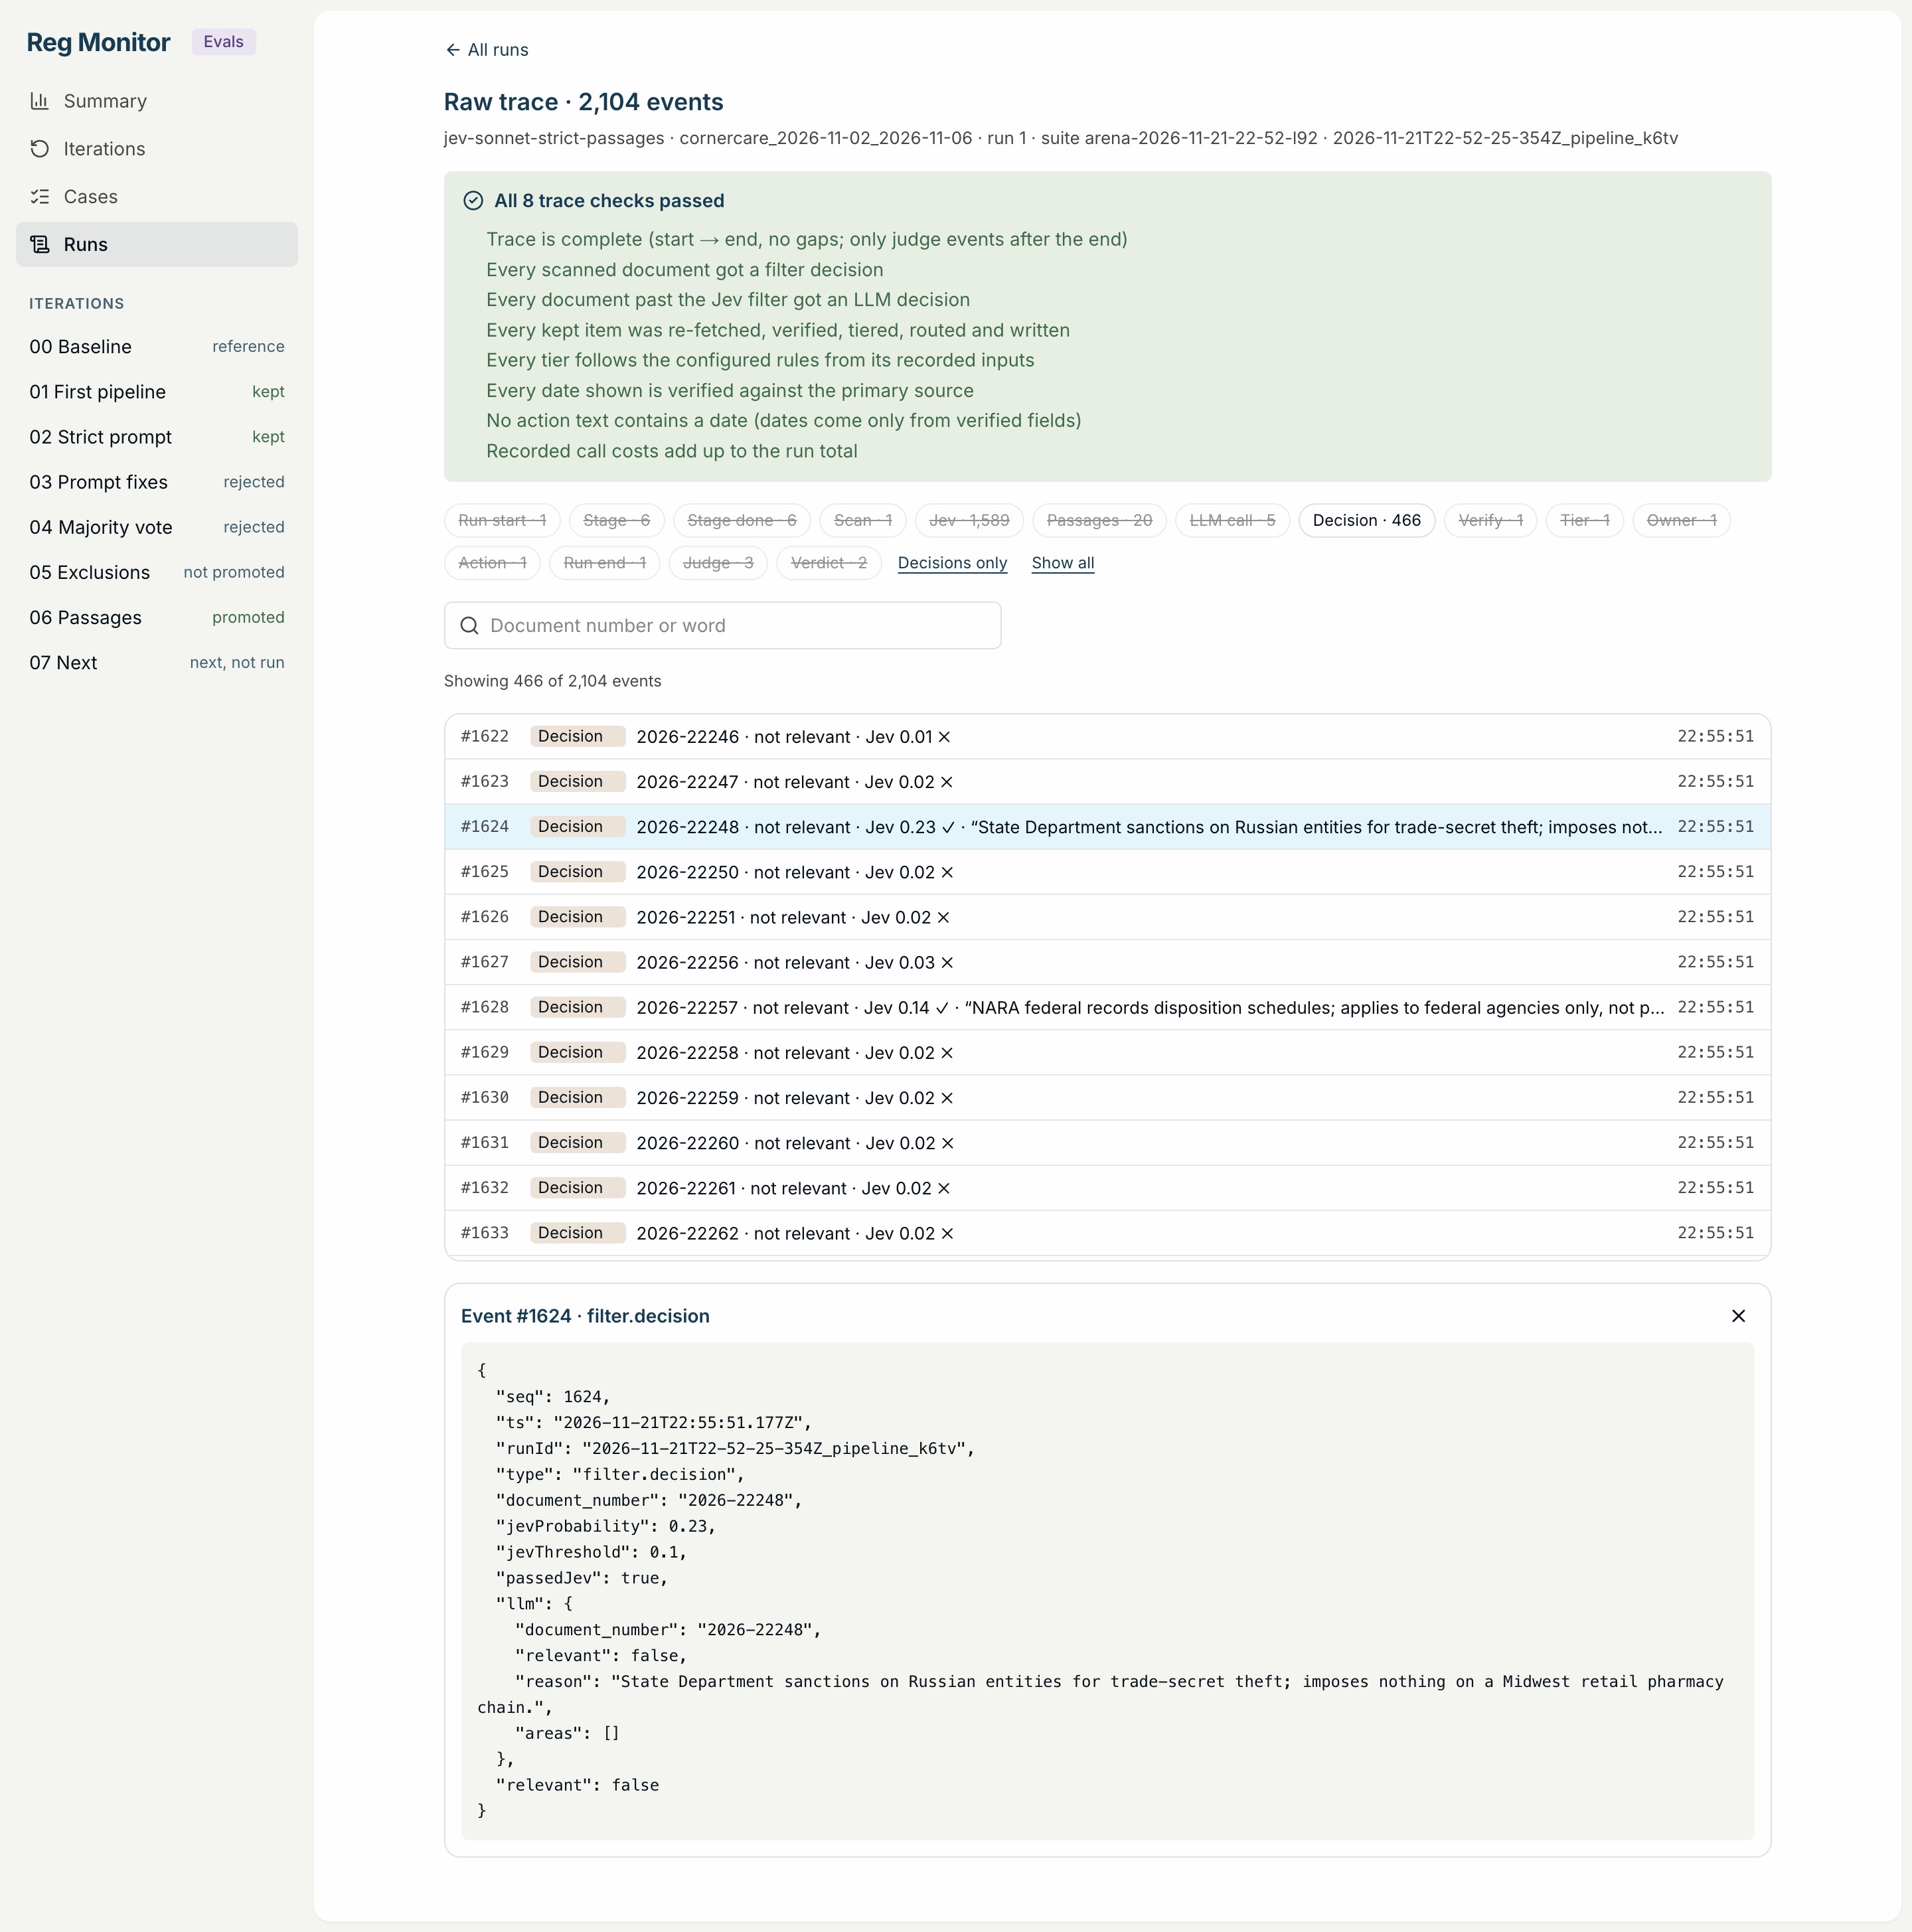 Reg Monitor Evals
Summary
Iterations
Cases
Runs
ITERATIONS
00 Baseline reference
01 First pipeline kept
02 Strict prompt kept
03 Prompt fixes rejected
04 Majority vote rejected
05 Exclusions not promoted
06 Passages promoted
07 Next next, not run
← All runs
Raw trace · 2,104 events
jev-sonnet-strict-passages · cornercare_2026-11-02_2026-11-06 · run 1 · suite arena-2026-11-21-22-52-l92 · 2026-11-21T22-52-25-354Z_pipeline_k6tv
All 8 trace checks passed
Trace is complete (start → end, no gaps; only judge events after the end)
Every scanned document got a filter decision
Every document past the Jev filter got an LLM decision
Every kept item was re-fetched, verified, tiered, routed and written
Every tier follows the configured rules from its recorded inputs
Every date shown is verified against the primary source
No action text contains a date (dates come only from verified fields)
Recorded call costs add up to the run total
Run start · 1 Stage · 6 Stage done · 6 Scan · 1 Jev · 1,589 Passages · 20 LLM call · 5 Decision · 466 Verify · 1 Tier · 1 Owner · 1
Action · 1 Run end · 1 Judge · 3 Verdict · 2 Decisions only Show all
Document number or word
Showing 466 of 2,104 events
#1622 Decision 2026-22246 · not relevant · Jev 0.01 ✕ 22:55:51
#1623 Decision 2026-22247 · not relevant · Jev 0.02 ✕ 22:55:51
#1624 Decision 2026-22248 · not relevant · Jev 0.23 ✓ · “State Department sanctions on Russian entities for trade-secret theft; imposes not… 22:55:51
#1625 Decision 2026-22250 · not relevant · Jev 0.02 ✕ 22:55:51
#1626 Decision 2026-22251 · not relevant · Jev 0.02 ✕ 22:55:51
#1627 Decision 2026-22256 · not relevant · Jev 0.03 ✕ 22:55:51
#1628 Decision 2026-22257 · not relevant · Jev 0.14 ✓ · “NARA federal records disposition schedules; applies to federal agencies only, not p… 22:55:51
#1629 Decision 2026-22258 · not relevant · Jev 0.02 ✕ 22:55:51
#1630 Decision 2026-22259 · not relevant · Jev 0.02 ✕ 22:55:51
#1631 Decision 2026-22260 · not relevant · Jev 0.02 ✕ 22:55:51
#1632 Decision 2026-22261 · not relevant · Jev 0.02 ✕ 22:55:51
#1633 Decision 2026-22262 · not relevant · Jev 0.02 ✕ 22:55:51
Event #1624 · filter.decision
{
"seq": 1624,
"ts": "2026-11-21T22:55:51.177Z",
"runId": "2026-11-21T22-52-25-354Z_pipeline_k6tv",
"type": "filter.decision",
"document_number": "2026-22248",
"jevProbability": 0.23,
"jevThreshold": 0.1,
"passedJev": true,
"llm": {
"document_number": "2026-22248",
"relevant": false,
"reason": "State Department sanctions on Russian entities for trade-secret theft; imposes nothing on a Midwest retail pharmacy
chain.",
"areas": []
},
"relevant": false
}